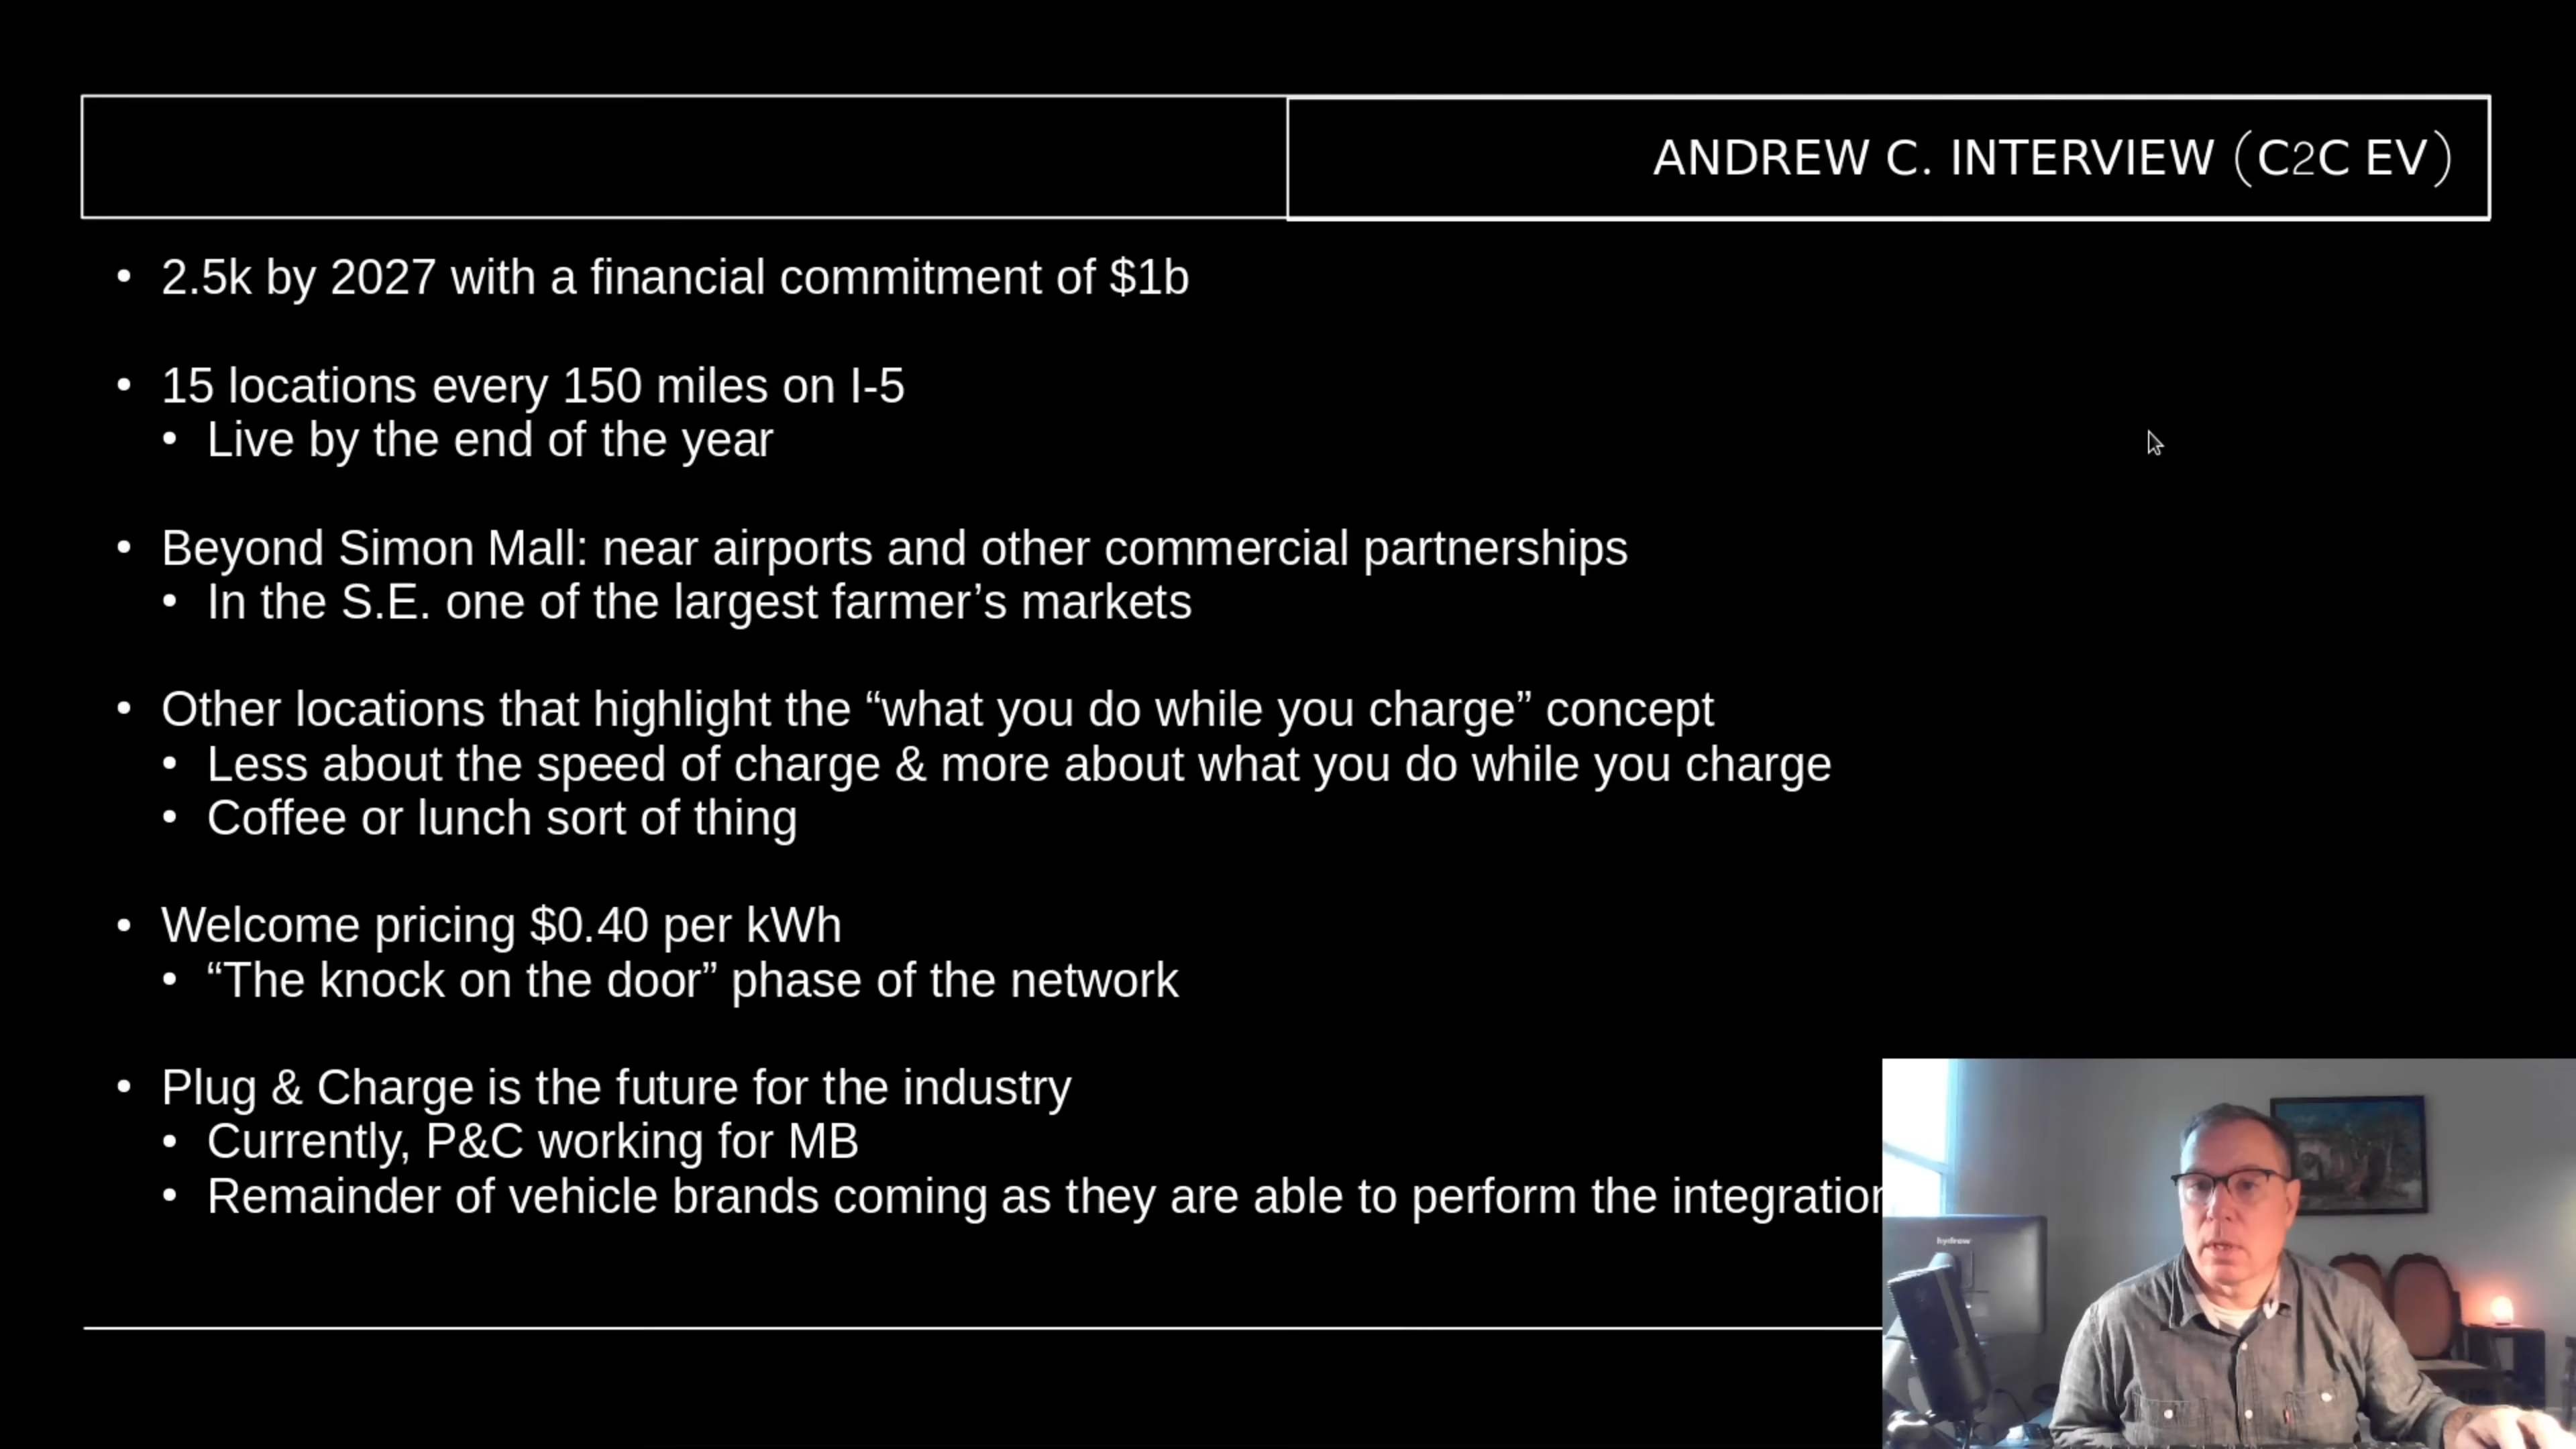 ANDREW C. INTERVIEW (C2C EV)
• 2.5k by 2027 with a financial commitment of $1b
• 15 locations every 150 miles on I-5
• Live by the end of the year
• Beyond Simon Mall: near airports and other commercial partnerships
• In the S.E. one of the largest farmer’s markets
• Other locations that highlight the “what you do while you charge” concept
• Less about the speed of charge & more about what you do while you charge
• Coffee or lunch sort of thing
• Welcome pricing $0.40 per kWh
• “The knock on the door” phase of the network
• Plug & Charge is the future for the industry
• Currently, P&C working for MB
• Remainder of vehicle brands coming as they are able to perform the integration